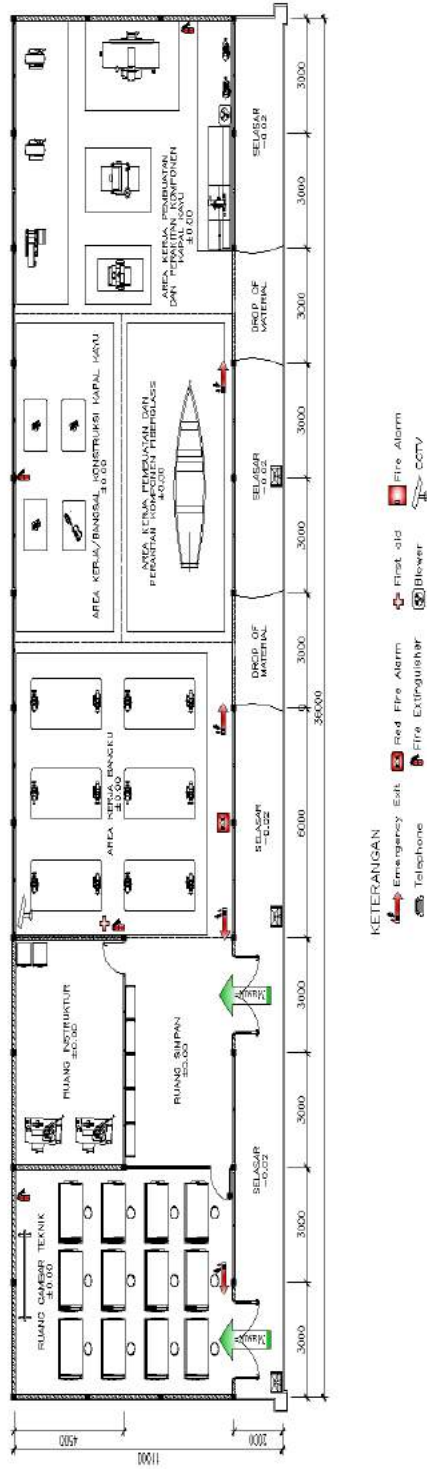 RUANG GAMBAR TEKNIK
±0.00
RUANG INSTRUKTUR
±0.00
RUANG SIMPAN
±0.00
AREA KERJA BANGKU
±0.00
AREA KERJA/BANGSAL KONSTRUKSI KAPAL KAYU
±0.00
AREA KERJA PEMBUATAN DAN
PERAKITAN KOMPONEN FIBERGLASS
±0.00
AREA KERJA PEMBUATAN
DAN PERAKITAN KOMPONEN
KAPAL KAYU
±0.00
Masuk
Masuk
SELASAR
-0.02
SELASAR
-0.02
DROP OF
MATERIAL
SELASAR
-0.02
DROP OF
MATERIAL
SELASAR
-0.02
3000
3000
3000
3000
6000
3000
3000
3000
3000
3000
3000
36000
4500
2000
11000
KETERANGAN
Emergency Exit
Red Fire Alarm
First aid
Fire Alarm
Telephone
Fire Extinguisher
Blower
CCTV